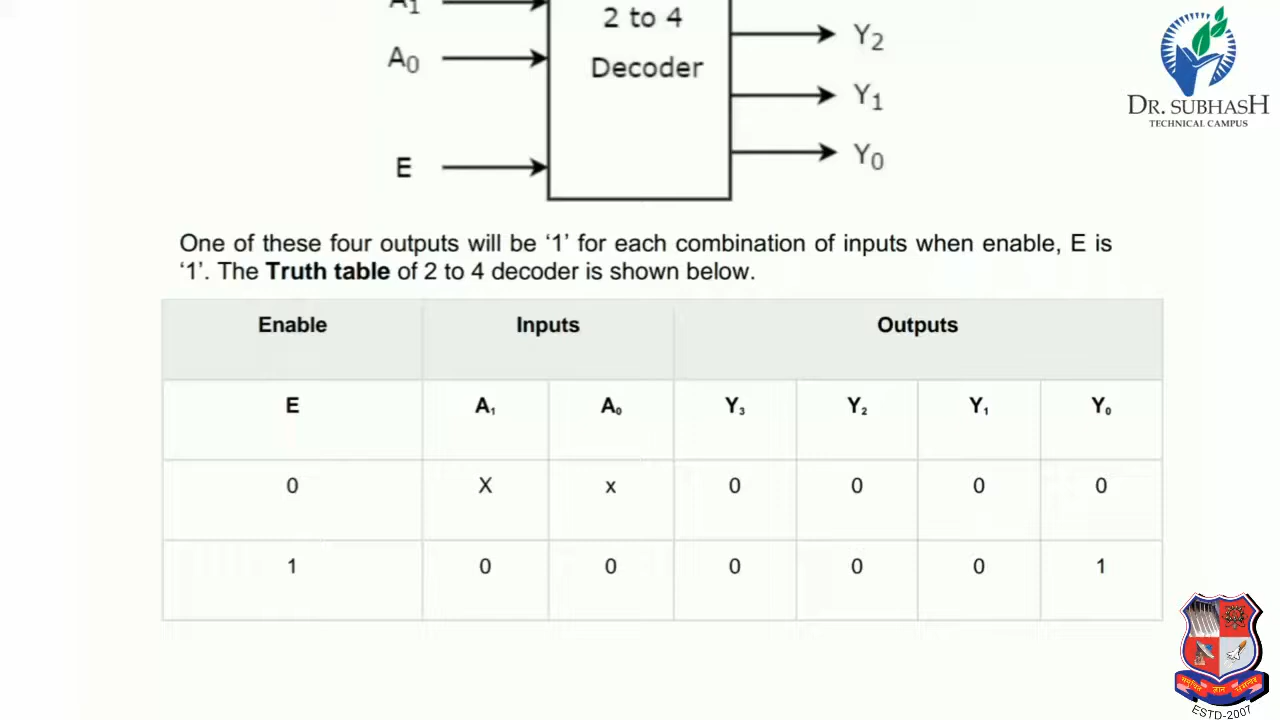 A1
A0
E
2 to 4
Decoder
Y2
Y1
Y0
DR. SUBHASH
TECHNICAL CAMPUS
One of these four outputs will be ‘1’ for each combination of inputs when enable, E is
‘1’. The Truth table of 2 to 4 decoder is shown below.
Enable Inputs Outputs
E A1 A0 Y3 Y2 Y1 Y0
0 X x 0 0 0 0
1 0 0 0 0 0 1
ESTD-2007